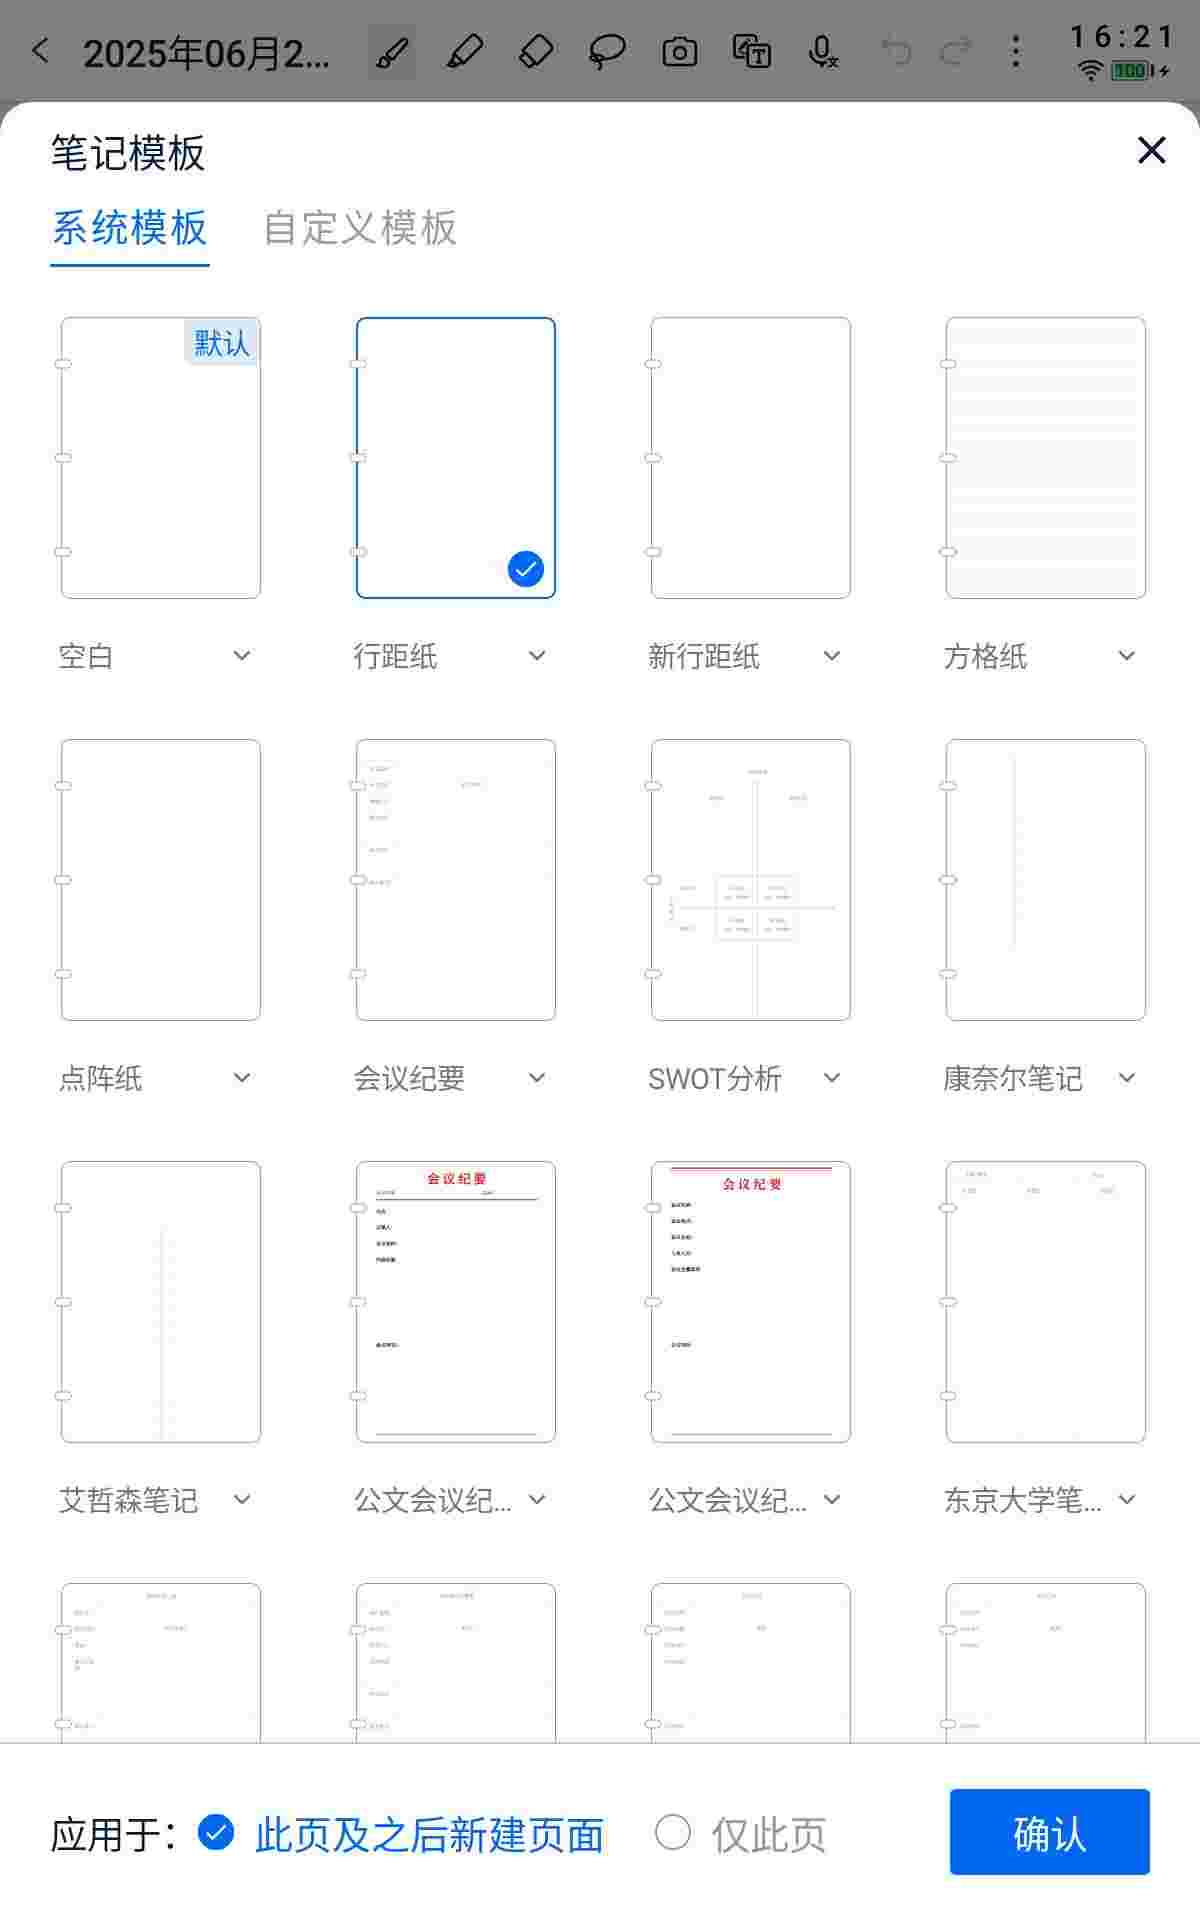 2025年06月2...
16:21
100
笔记模板
系统模板 自定义模板
默认
空白 行距纸 新行距纸 方格纸
点阵纸 会议纪要 SWOT分析 康奈尔笔记
会议纪要
会议纪要
艾哲森笔记 公文会议纪... 公文会议纪... 东京大学笔...
应用于: 此页及之后新建页面 仅此页 确认